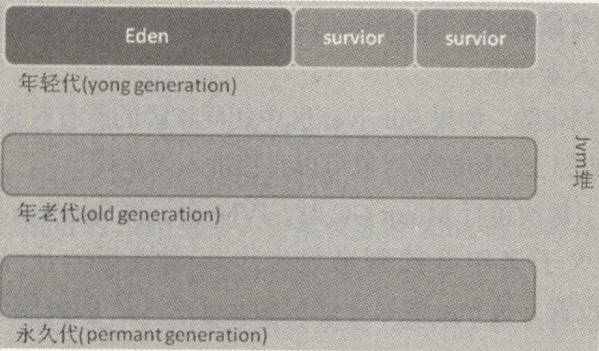 Eden survior survior
年轻代(yong generation)
年老代(old generation)
永久代(permant generation)
Jvm堆